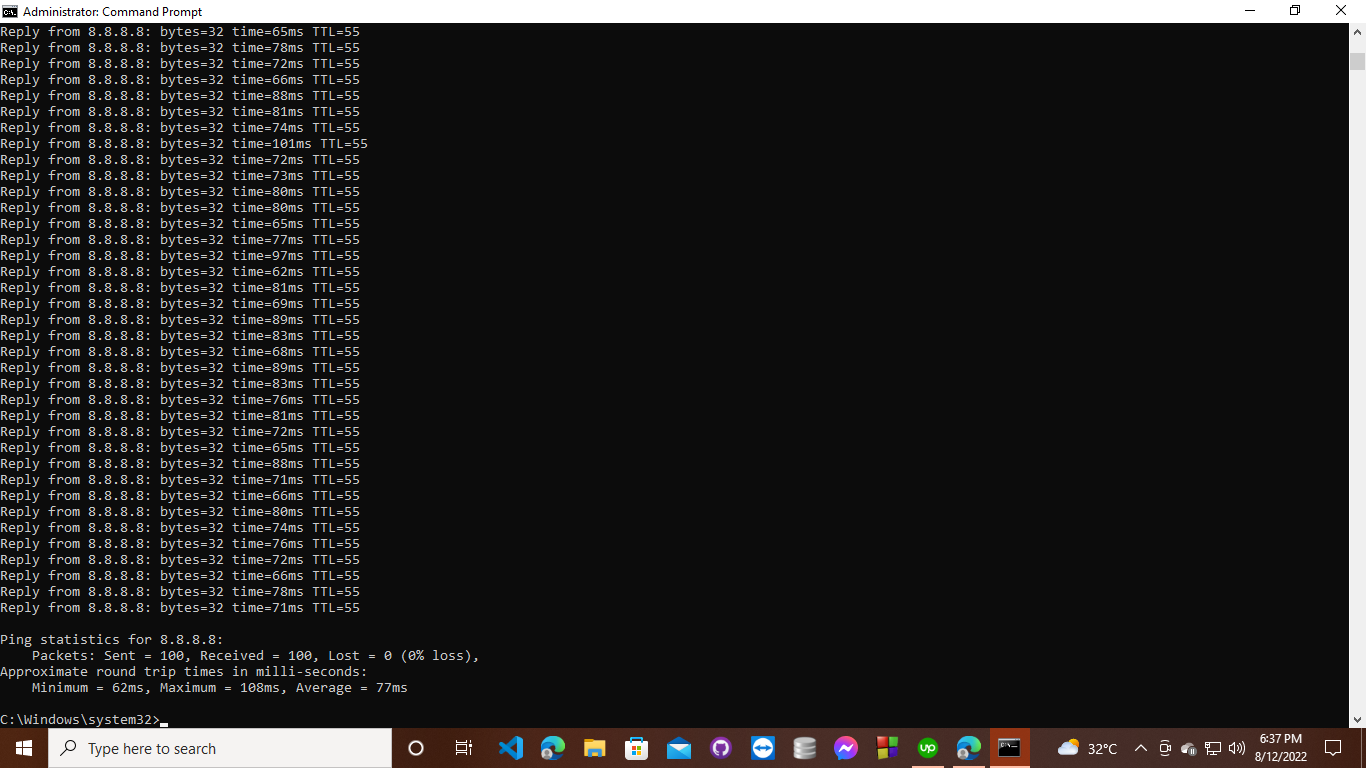 Administrator: Command Prompt
Reply from 8.8.8.8: bytes=32 time=65ms TTL=55
Reply from 8.8.8.8: bytes=32 time=78ms TTL=55
Reply from 8.8.8.8: bytes=32 time=72ms TTL=55
Reply from 8.8.8.8: bytes=32 time=66ms TTL=55
Reply from 8.8.8.8: bytes=32 time=88ms TTL=55
Reply from 8.8.8.8: bytes=32 time=81ms TTL=55
Reply from 8.8.8.8: bytes=32 time=74ms TTL=55
Reply from 8.8.8.8: bytes=32 time=101ms TTL=55
Reply from 8.8.8.8: bytes=32 time=72ms TTL=55
Reply from 8.8.8.8: bytes=32 time=73ms TTL=55
Reply from 8.8.8.8: bytes=32 time=80ms TTL=55
Reply from 8.8.8.8: bytes=32 time=80ms TTL=55
Reply from 8.8.8.8: bytes=32 time=65ms TTL=55
Reply from 8.8.8.8: bytes=32 time=77ms TTL=55
Reply from 8.8.8.8: bytes=32 time=97ms TTL=55
Reply from 8.8.8.8: bytes=32 time=62ms TTL=55
Reply from 8.8.8.8: bytes=32 time=81ms TTL=55
Reply from 8.8.8.8: bytes=32 time=69ms TTL=55
Reply from 8.8.8.8: bytes=32 time=89ms TTL=55
Reply from 8.8.8.8: bytes=32 time=83ms TTL=55
Reply from 8.8.8.8: bytes=32 time=68ms TTL=55
Reply from 8.8.8.8: bytes=32 time=89ms TTL=55
Reply from 8.8.8.8: bytes=32 time=83ms TTL=55
Reply from 8.8.8.8: bytes=32 time=76ms TTL=55
Reply from 8.8.8.8: bytes=32 time=81ms TTL=55
Reply from 8.8.8.8: bytes=32 time=72ms TTL=55
Reply from 8.8.8.8: bytes=32 time=65ms TTL=55
Reply from 8.8.8.8: bytes=32 time=88ms TTL=55
Reply from 8.8.8.8: bytes=32 time=71ms TTL=55
Reply from 8.8.8.8: bytes=32 time=66ms TTL=55
Reply from 8.8.8.8: bytes=32 time=80ms TTL=55
Reply from 8.8.8.8: bytes=32 time=74ms TTL=55
Reply from 8.8.8.8: bytes=32 time=76ms TTL=55
Reply from 8.8.8.8: bytes=32 time=72ms TTL=55
Reply from 8.8.8.8: bytes=32 time=66ms TTL=55
Reply from 8.8.8.8: bytes=32 time=78ms TTL=55
Reply from 8.8.8.8: bytes=32 time=71ms TTL=55
Ping statistics for 8.8.8.8:
Packets: Sent = 100, Received = 100, Lost = 0 (0% loss),
Approximate round trip times in milli-seconds:
Minimum = 62ms, Maximum = 108ms, Average = 77ms
C:\Windows\system32>
Type here to search
up
32°C
6:37 PM
8/12/2022